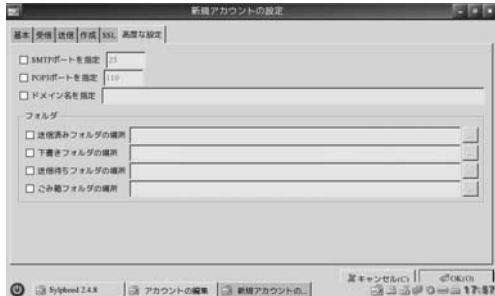 新規アカウントの設定
基本 受信 送信 作成 SSL 高度な設定
SMTPポートを指定 25
POP3ポートを指定 110
ドメイン名を指定
フォルダ
送信済みフォルダの場所 ...
下書きフォルダの場所 ...
送信待ちフォルダの場所 ...
ごみ箱フォルダの場所 ...
キャンセル(C) OK(O)
Sylpheed 2.4.8 アカウントの編集 新規アカウントの... 17:57